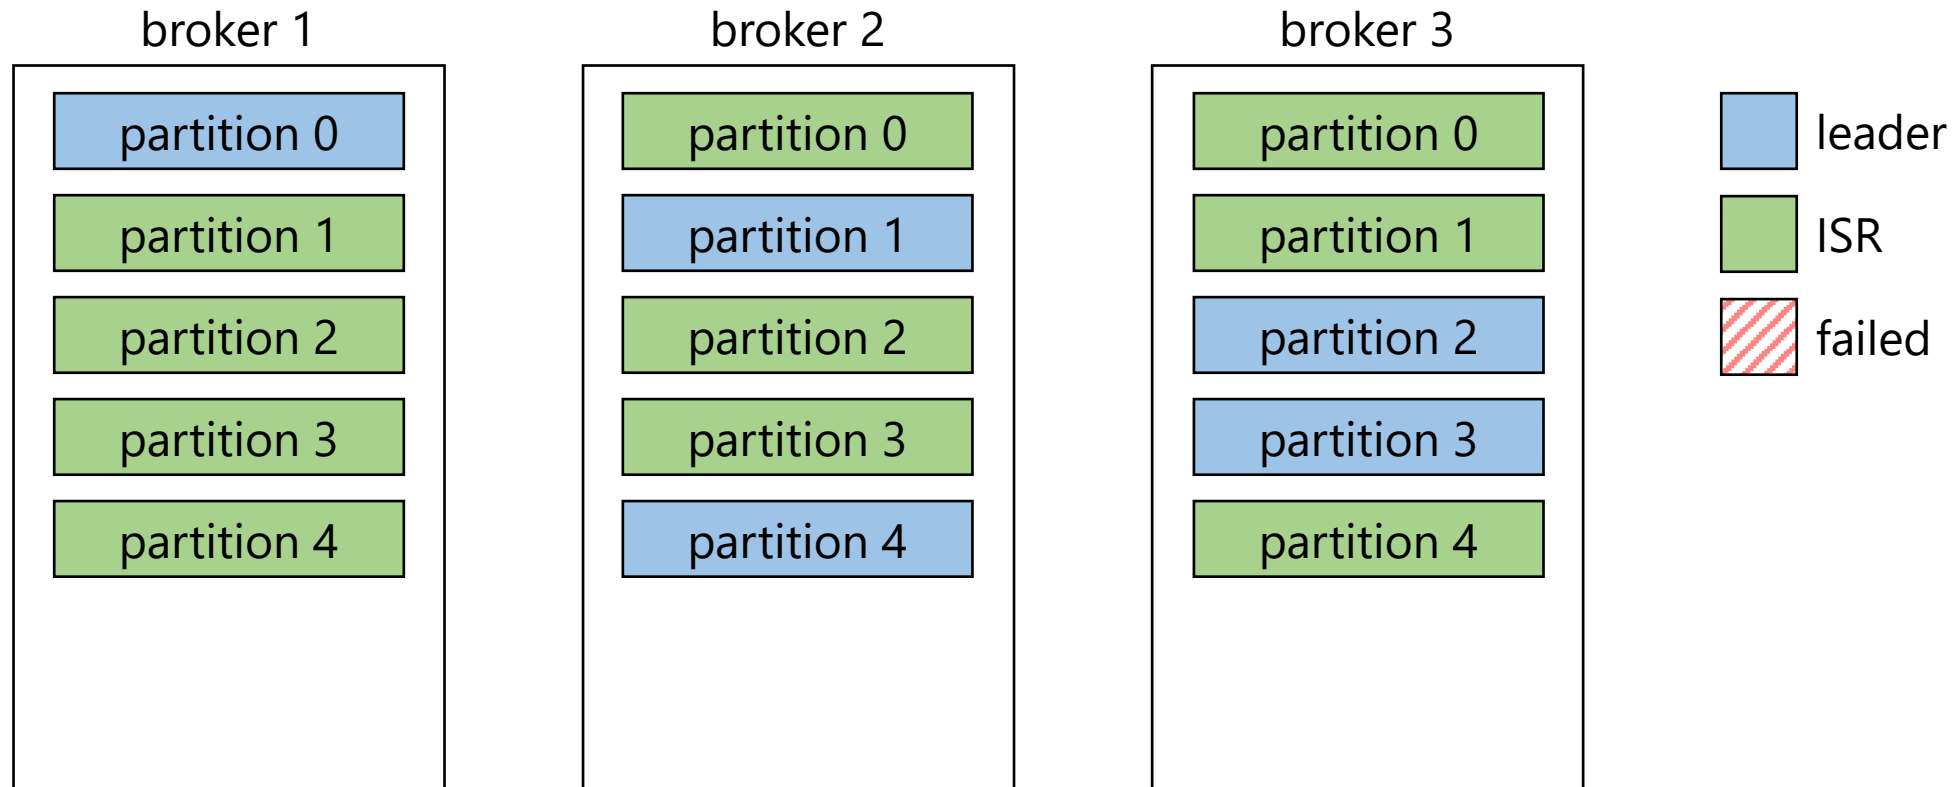 broker 1
partition 0
partition 1
partition 2
partition 3
partition 4
broker 2
partition 0
partition 1
partition 2
partition 3
partition 4
broker 3
partition 0
partition 1
partition 2
partition 3
partition 4
leader
ISR
failed